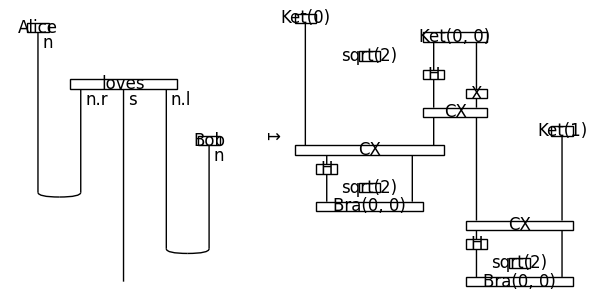 Alice
n
loves
n.r s n.l
Bob
n
↦
Ket(0)
sqrt(2)
Ket(0, 0)
H
X
CX
Ket(1)
CX
H
sqrt(2)
Bra(0, 0)
CX
H
sqrt(2)
Bra(0, 0)